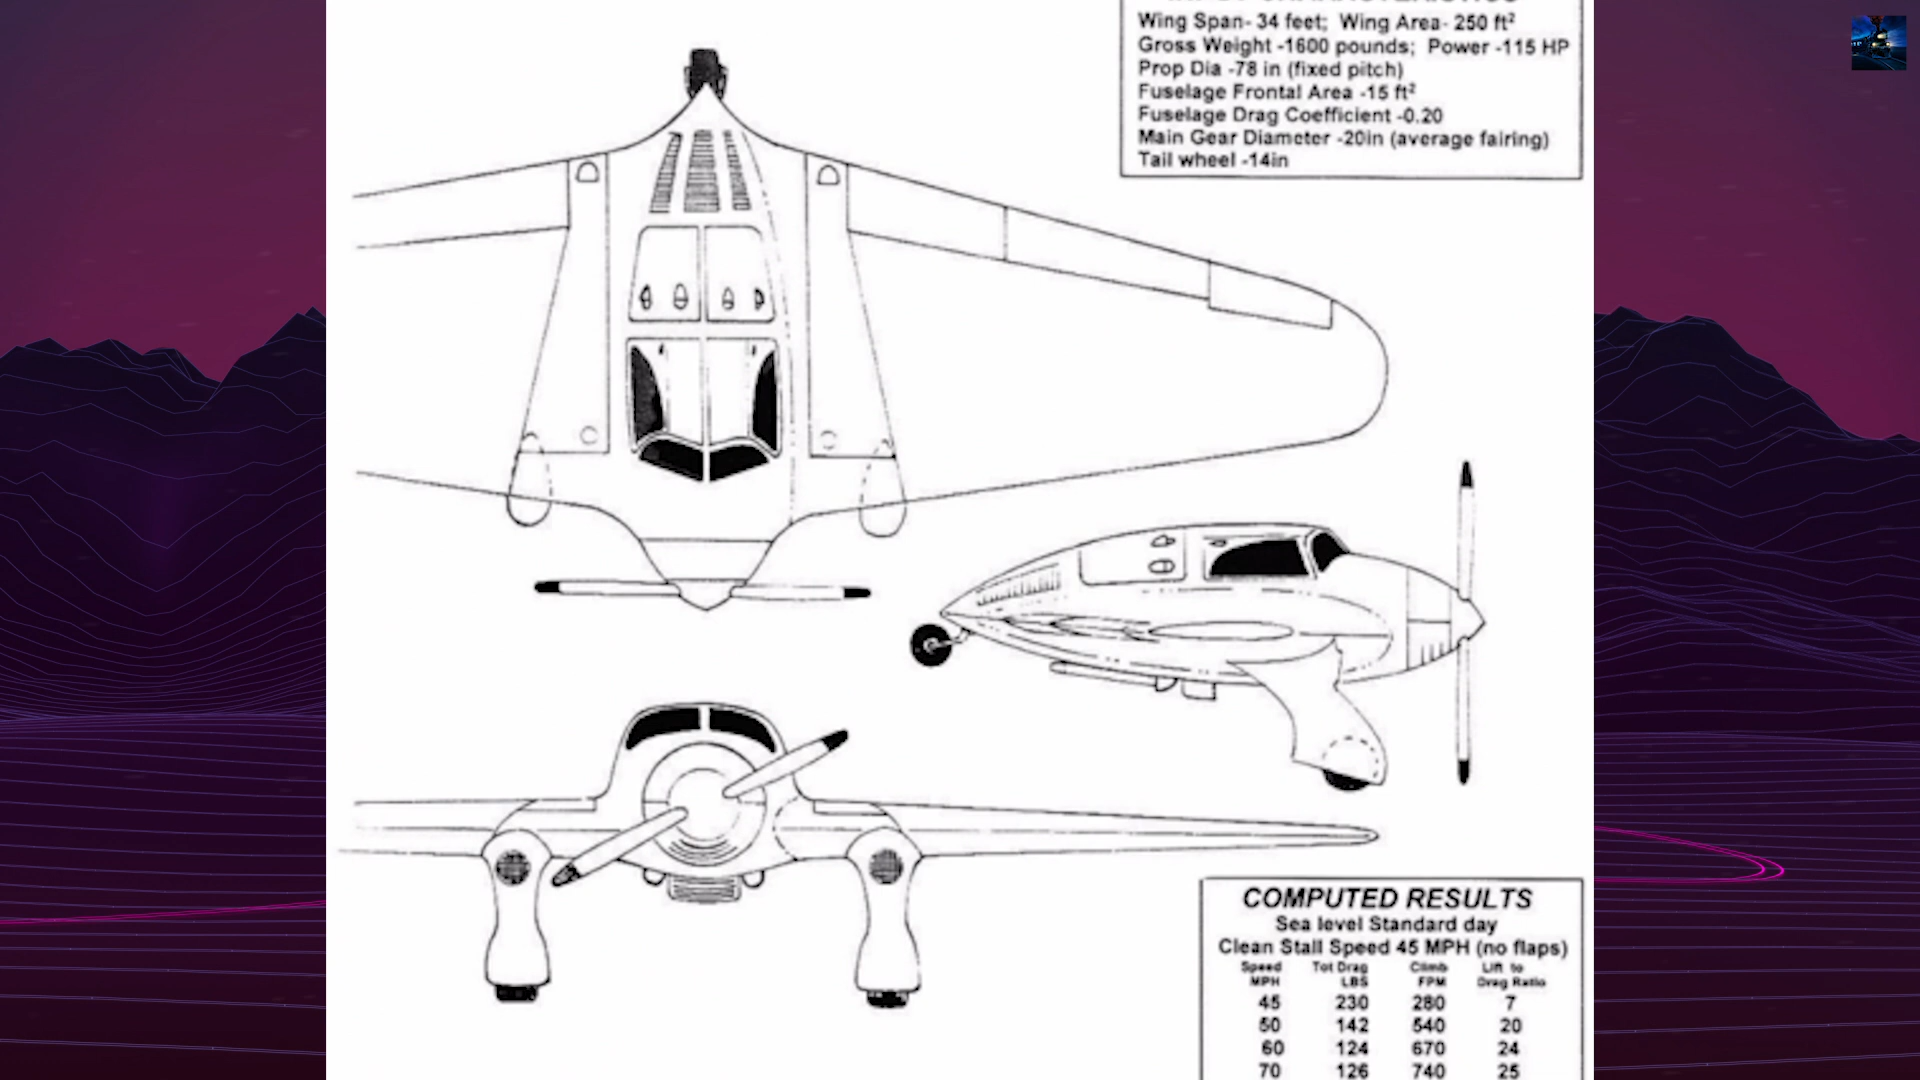 Wing Span- 34 feet; Wing Area- 250 ft²
Gross Weight -1600 pounds; Power -115 HP
Prop Dia -78 in (fixed pitch)
Fuselage Frontal Area -15 ft²
Fuselage Drag Coefficient -0.20
Main Gear Diameter -20in (average fairing)
Tail wheel -14in
COMPUTED RESULTS
Sea level Standard day
Clean Stall Speed 45 MPH (no flaps)
Speed Tot Drag Climb Lift to
MPH LBS FPM Drag Ratio
45 230 280 7
50 142 540 20
60 124 670 24
70 126 740 25